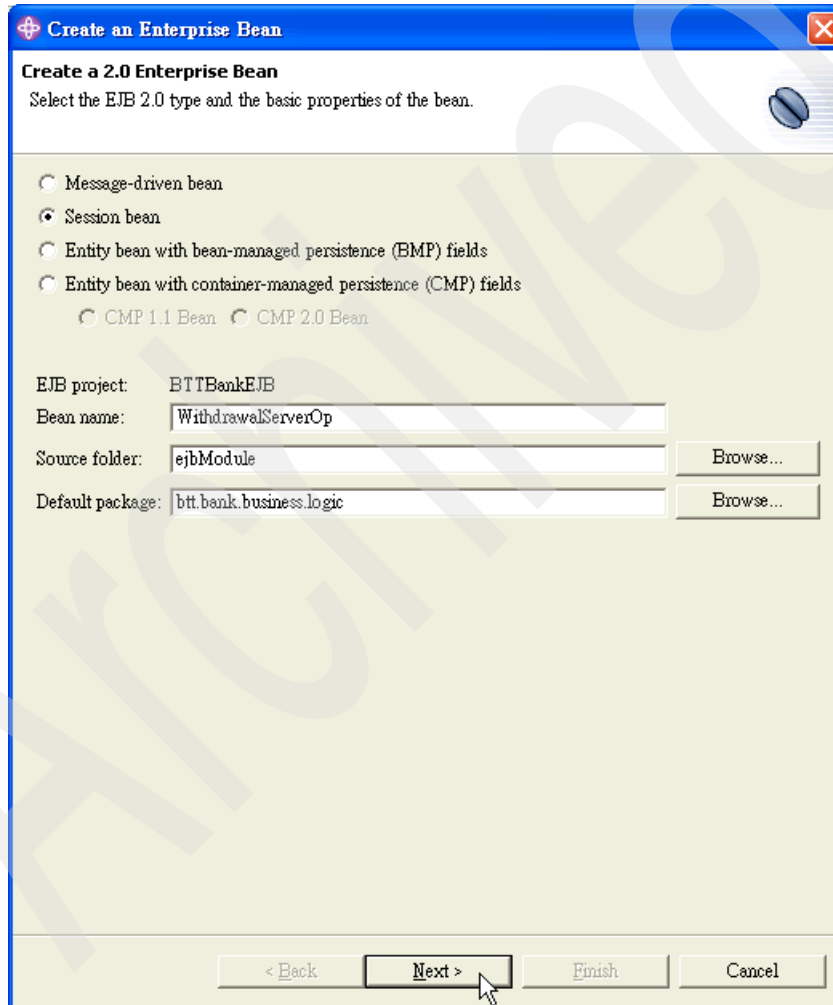 Create an Enterprise Bean
Create a 2.0 Enterprise Bean
Select the EJB 2.0 type and the basic properties of the bean.
Message-driven bean
Session bean
Entity bean with bean-managed persistence (BMP) fields
Entity bean with container-managed persistence (CMP) fields
CMP 1.1 Bean CMP 2.0 Bean
EJB project: BTTBankEJB
Bean name: WithdrawalServerOp
Source folder: ejbModule Browse...
Default package: btt.bank.business.logic Browse...
< Back Next > Finish Cancel
Archived